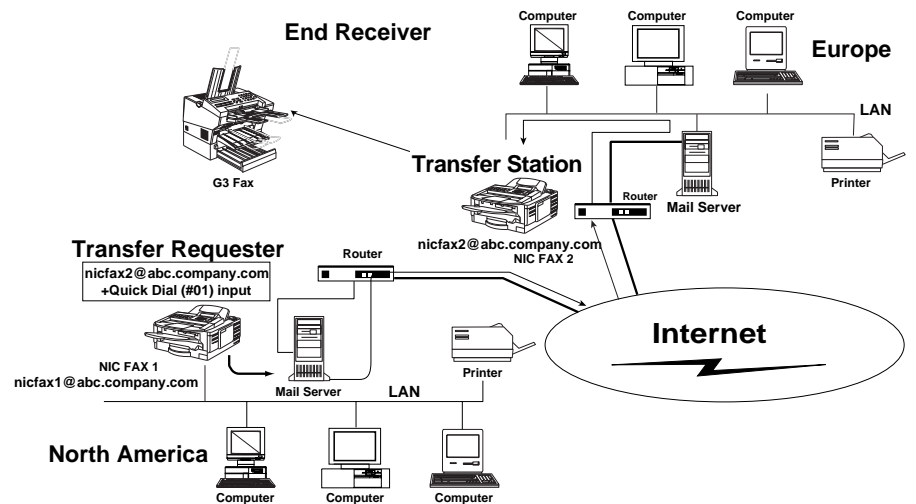 Computer
Computer
Computer
End Receiver
Europe
LAN
G3 Fax
Transfer Station
Printer
Router
Mail Server
nicfax2@abc.company.com
NIC FAX 2
Transfer Requester
Router
nicfax2@abc.company.com
+Quick Dial (#01) input
Internet
NIC FAX 1
nicfax1@abc.company.com
Mail Server
Printer
LAN
North America
Computer
Computer
Computer